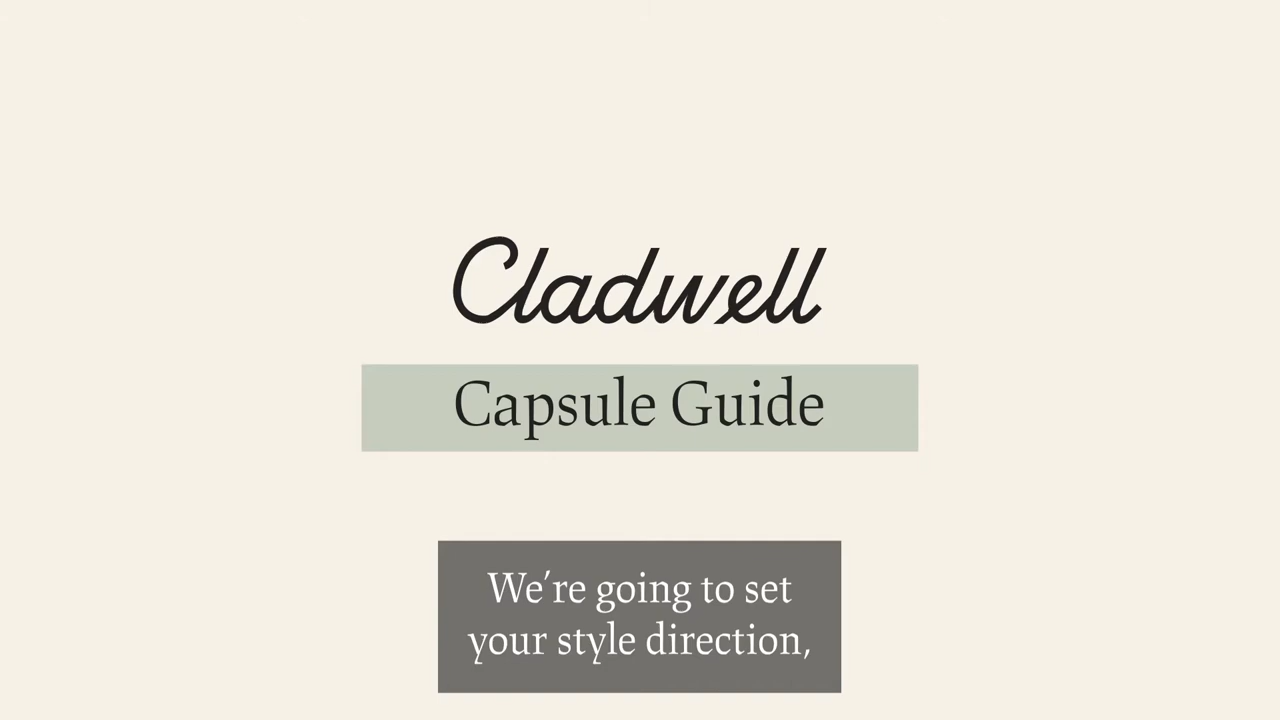 Cladwell
Capsule Guide
We’re going to set
your style direction,